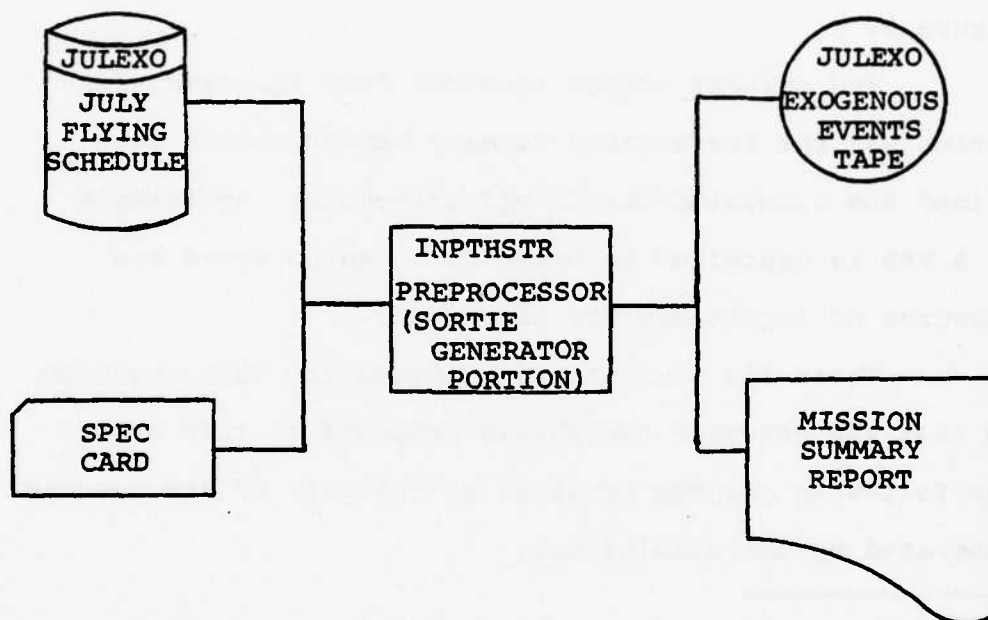 JULEXO
JULY
FLYING
SCHEDULE
SPEC
CARD
INPTHSTR
PREPROCESSOR
(SORTIE
GENERATOR
PORTION)
JULEXO
EXOGENOUS
EVENTS
TAPE
MISSION
SUMMARY
REPORT